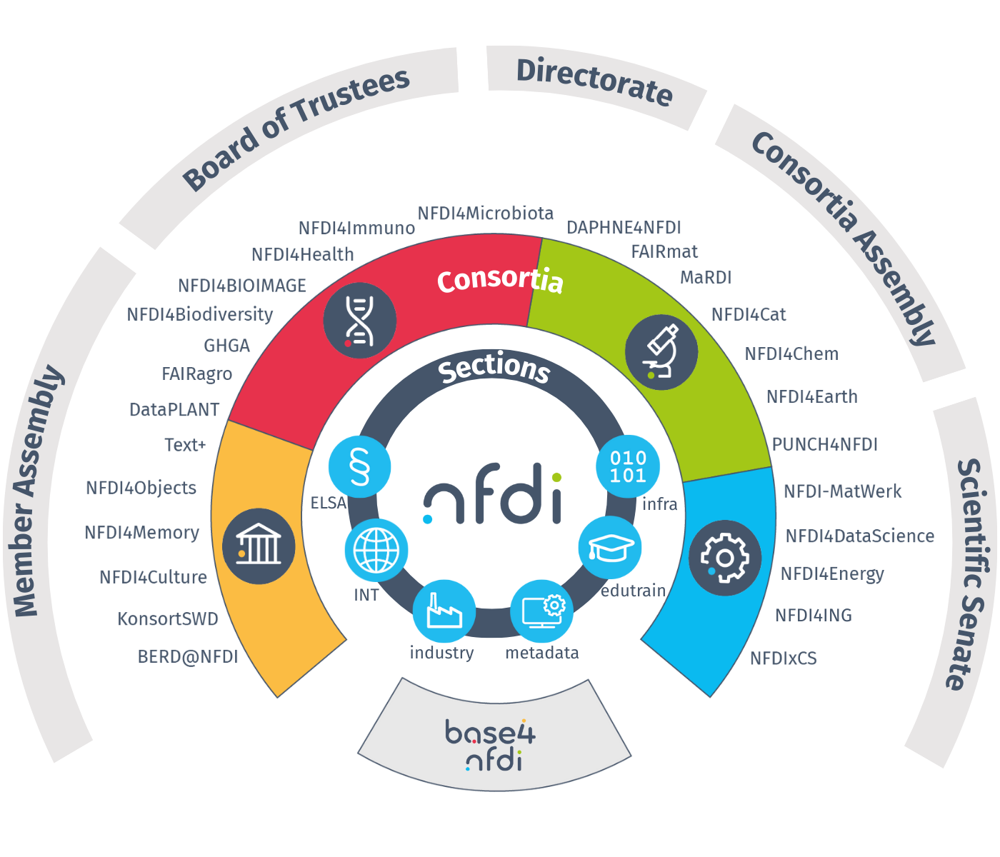 Member Assembly
Board of Trustees
Directorate
Consortia Assembly
Scientific Senate
Consortia
NFDI4Microbiota
NFDI4Immuno
NFDI4Health
NFDI4BIOIMAGE
NFDI4Biodiversity
GHGA
FAIRagro
DataPLANT
Text+
NFDI4Objects
NFDI4Memory
NFDI4Culture
KonsortSWD
BERD@NFDI
DAPHNE4NFDI
FAIRmat
MaRDI
NFDI4Cat
NFDI4Chem
NFDI4Earth
PUNCH4NFDI
NFDI-MatWerk
NFDI4DataScience
NFDI4Energy
NFDI4ING
NFDIxCS
Sections
§
ELSA
INT
industry
metadata
edutrain
010
101
infra
nfdi
base4
nfdi